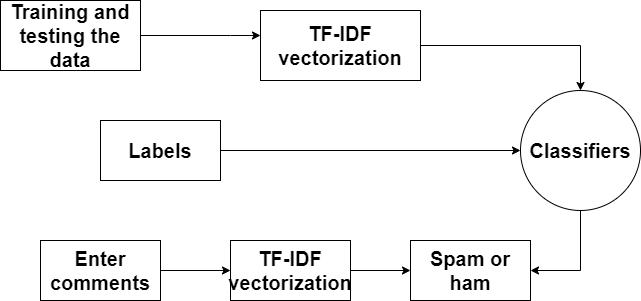 Training and
testing the
data
TF-IDF
vectorization
Labels
Classifiers
Enter
comments
TF-IDF
vectorization
Spam or
ham